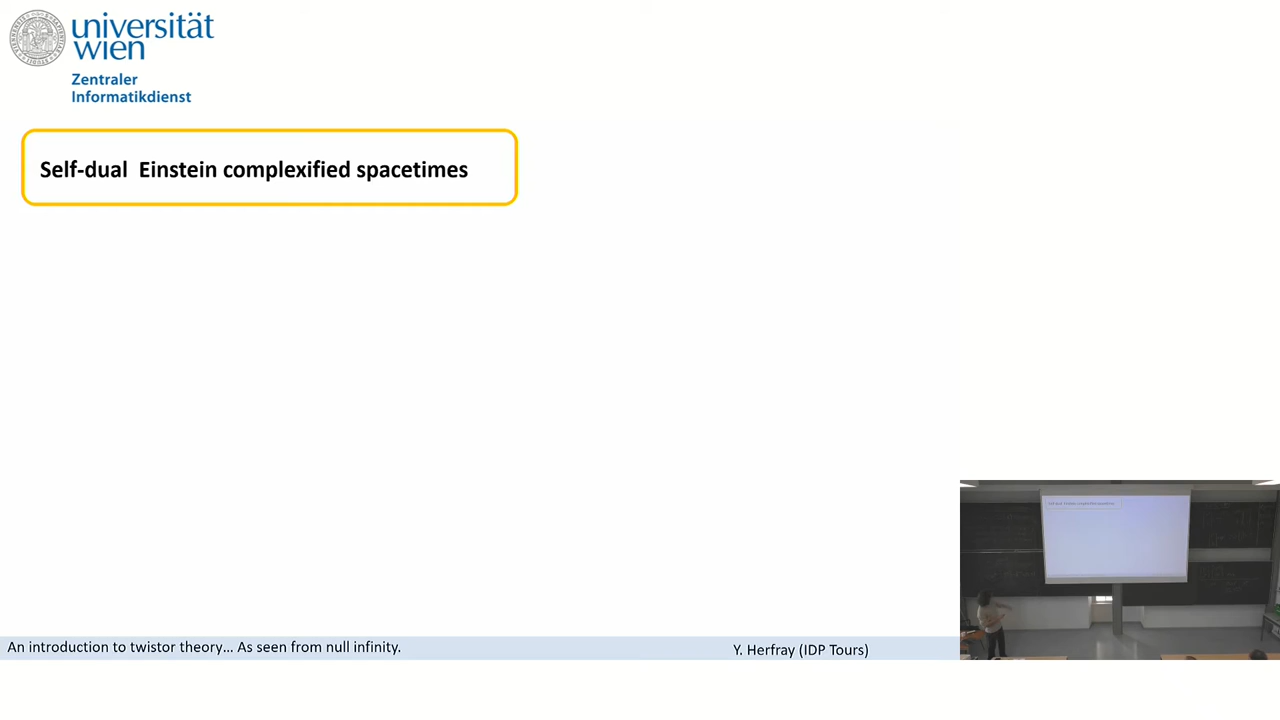 universität
wien
Zentraler
Informatikdienst
Self-dual Einstein complexified spacetimes
An introduction to twistor theory... As seen from null infinity.
Y. Herfray (IDP Tours)